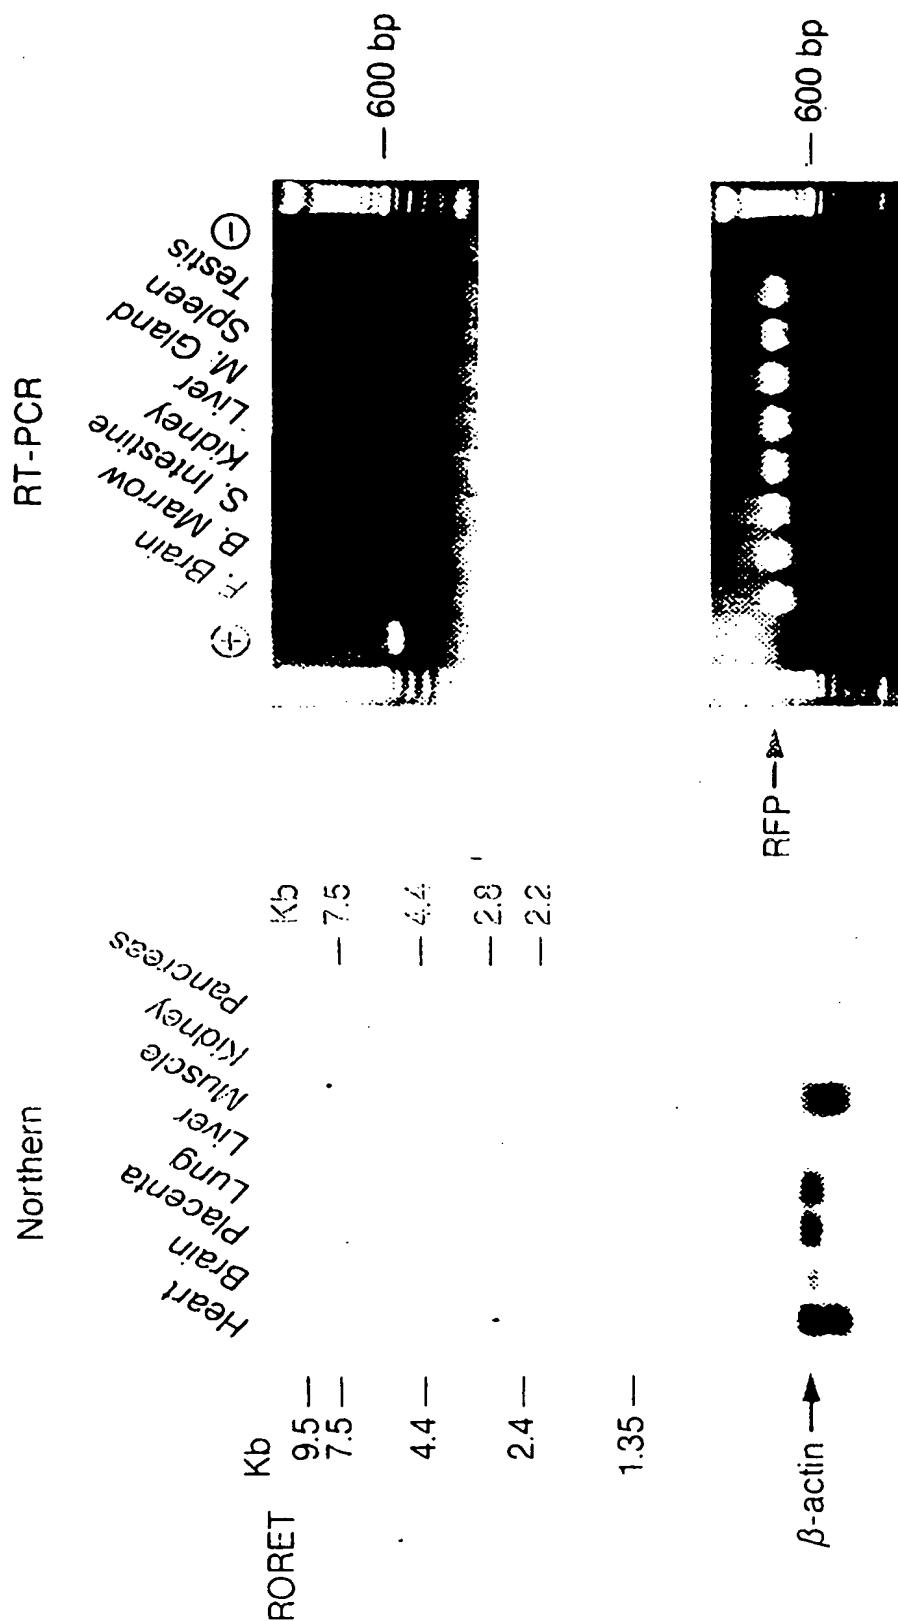 Northern
Heart
Brain
Placenta
Lung
Liver
Muscle
Kidney
Pancreas
RORET
Kb
9.5
7.5
4.4
2.4
1.35
Kb
7.5
4.4
2.8
2.2
β-actin
RT-PCR
+
F. Brain
B. Marrow
S. Intestine
Kidney
Liver
M. Gland
Spleen
Testis
−
600 bp
RFP
600 bp